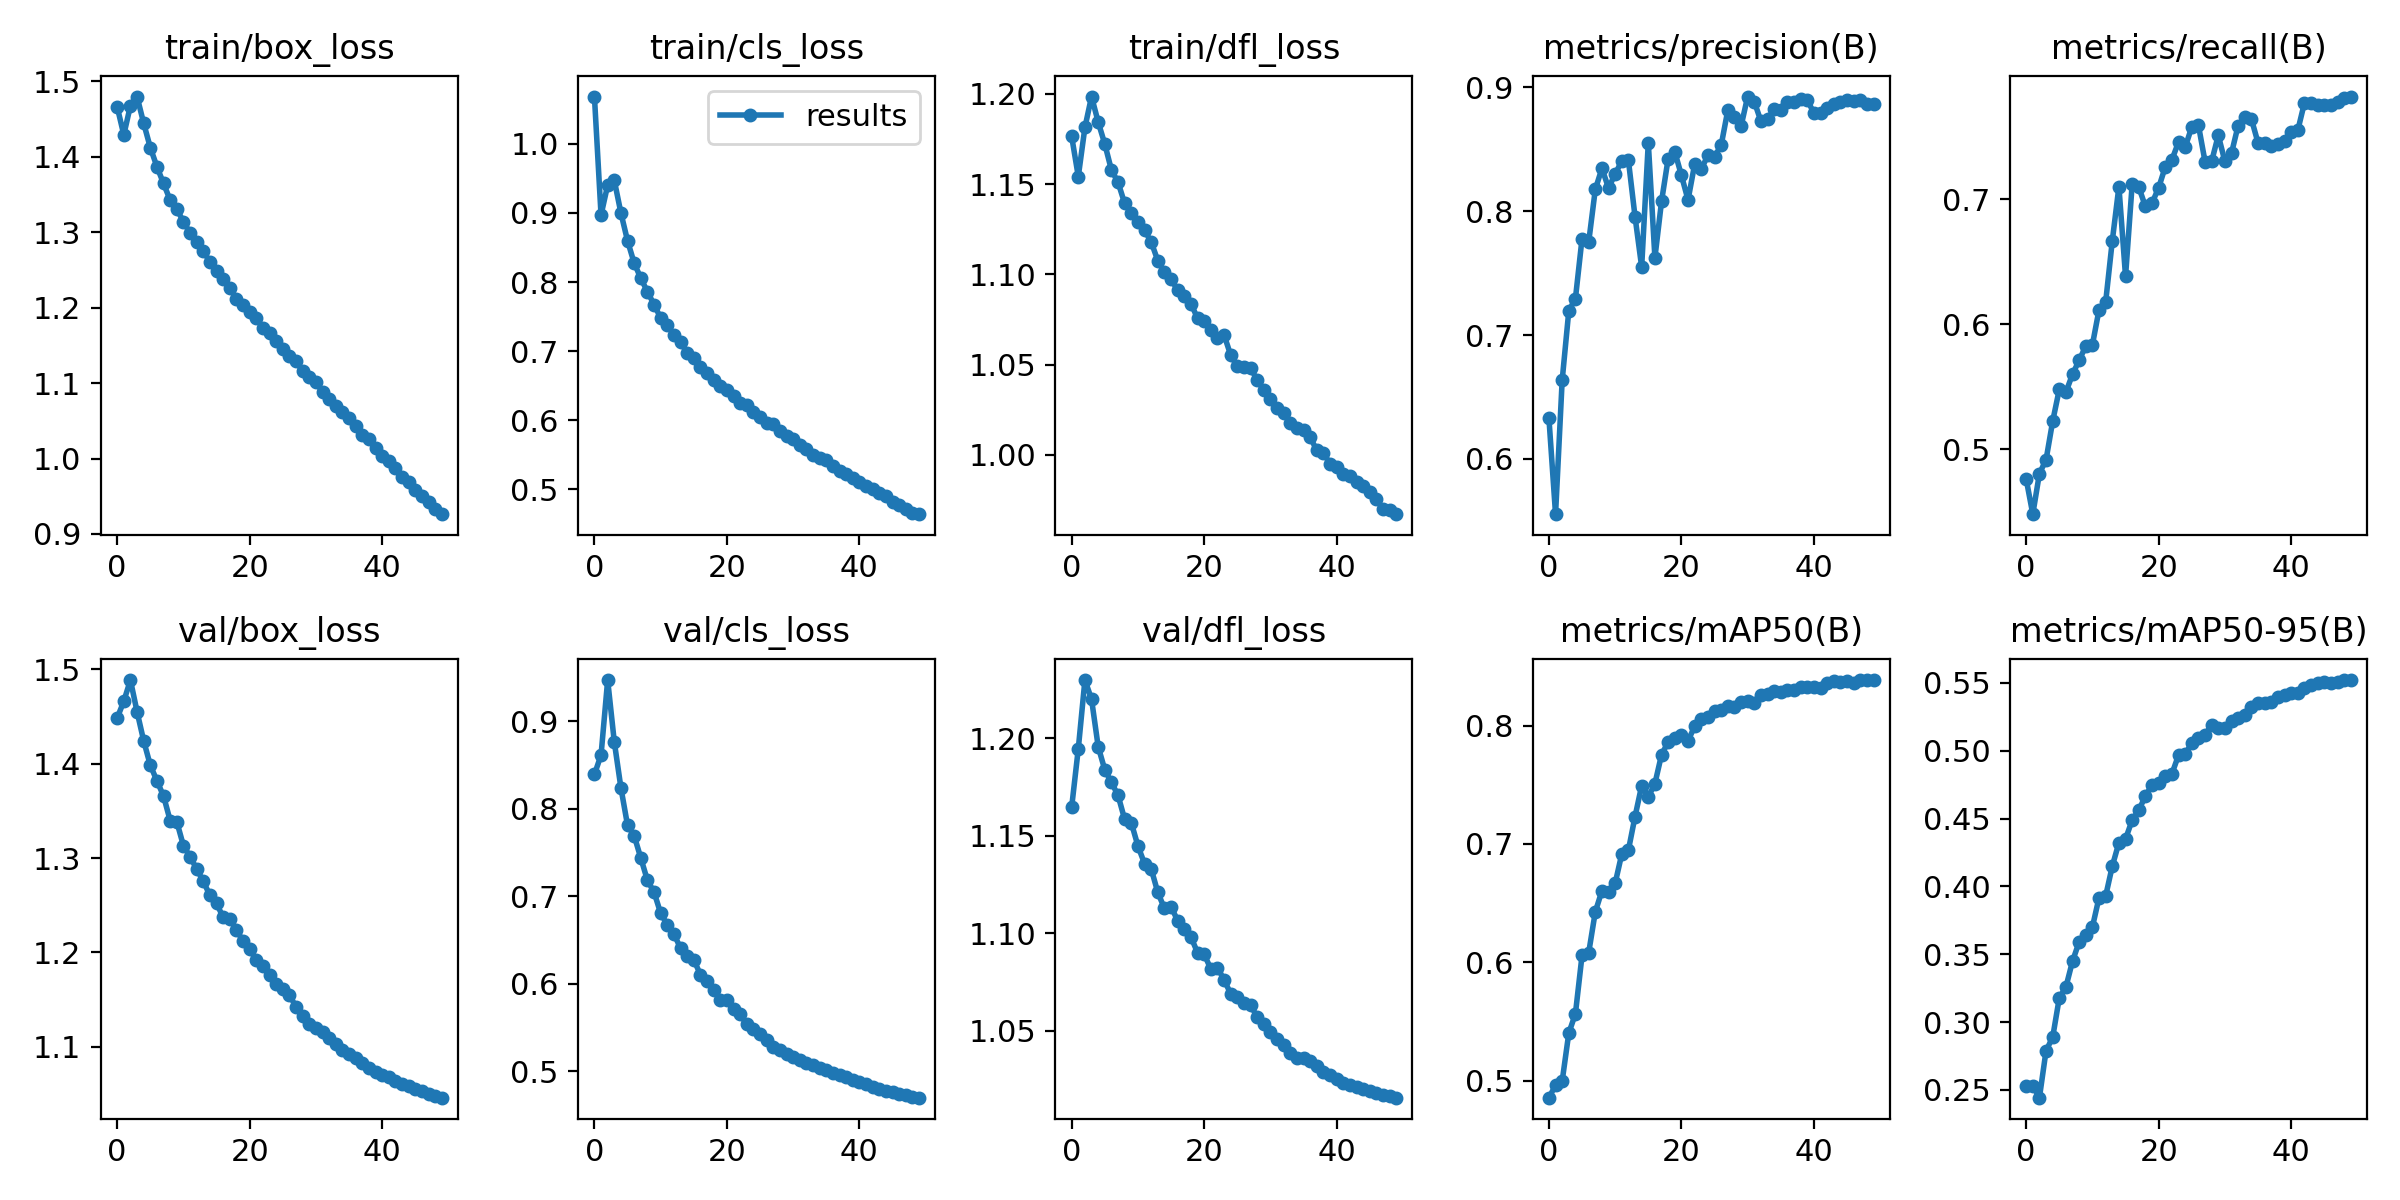 train/box_loss
train/cls_loss
train/dfl_loss
metrics/precision(B)
metrics/recall(B)
1.5
1.4
1.3
1.2
1.1
1.0
0.9
0 20 40
results
1.0
0.9
0.8
0.7
0.6
0.5
0 20 40
1.20
1.15
1.10
1.05
1.00
0 20 40
0.9
0.8
0.7
0.6
0 20 40
0.7
0.6
0.5
0 20 40
val/box_loss
val/cls_loss
val/dfl_loss
metrics/mAP50(B)
metrics/mAP50-95(B)
1.5
1.4
1.3
1.2
1.1
0 20 40
0.9
0.8
0.7
0.6
0.5
0 20 40
1.20
1.15
1.10
1.05
0 20 40
0.8
0.7
0.6
0.5
0 20 40
0.55
0.50
0.45
0.40
0.35
0.30
0.25
0 20 40